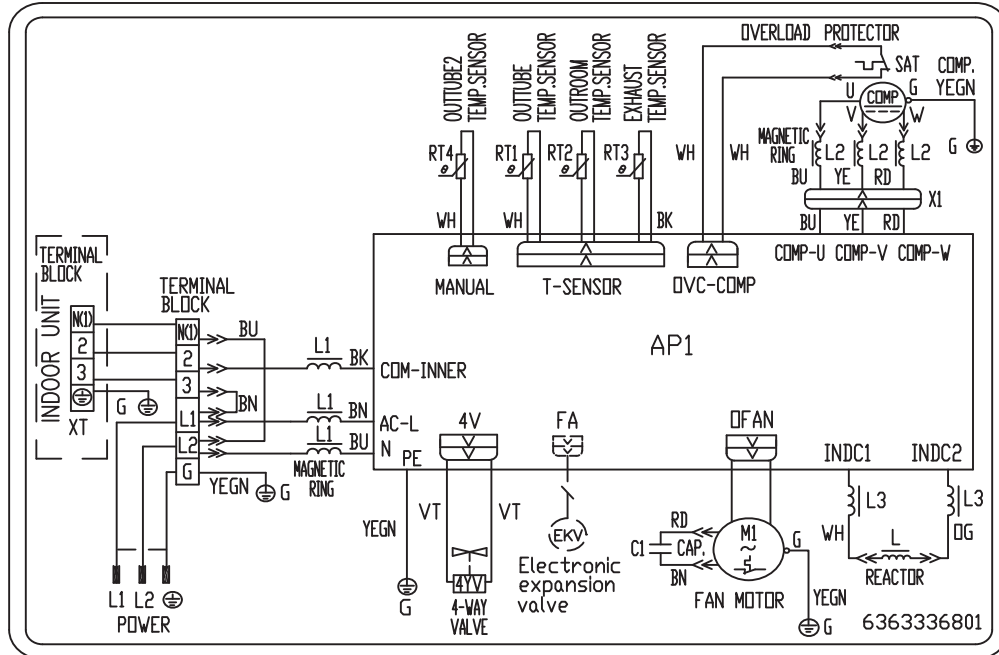 OVERLOAD PROTECTOR
SAT
COMP.
YEGN
OUTTUBE2
TEMP.SENSOR
OUTTUBE
TEMP.SENSOR
OUTROOM
TEMP.SENSOR
EXHAUST
TEMP.SENSOR
U
COMP
G
V
W
G
RT4
θ
RT1
θ
RT2
θ
RT3
θ
WH
WH
MAGNETIC
RING
L2
L2
L2
BU
YE
RD
X1
WH
WH
BK
BU
YE
RD
COMP-U
COMP-V
COMP-W
MANUAL
T-SENSOR
OVC-COMP
TERMINAL
BLOCK
INDOOR UNIT
N(1)
2
3
XT
G
TERMINAL
BLOCK
N(1)
2
3
L1
L2
G
BU
BN
L1
BK
COM-INNER
L1
BN
AC-L
L1
BU
N
MAGNETIC
RING
PE
YEGN
G
AP1
4V
FA
OFAN
INDC1
INDC2
YEGN
G
VT
VT
4YV
4-WAY
VALVE
EKV
Electronic
expansion
valve
C1
RD
CAP.
BN
M1
~
G
YEGN
G
FAN MOTOR
L3
WH
L
REACTOR
L3
OG
L1 L2
POWER
6363336801